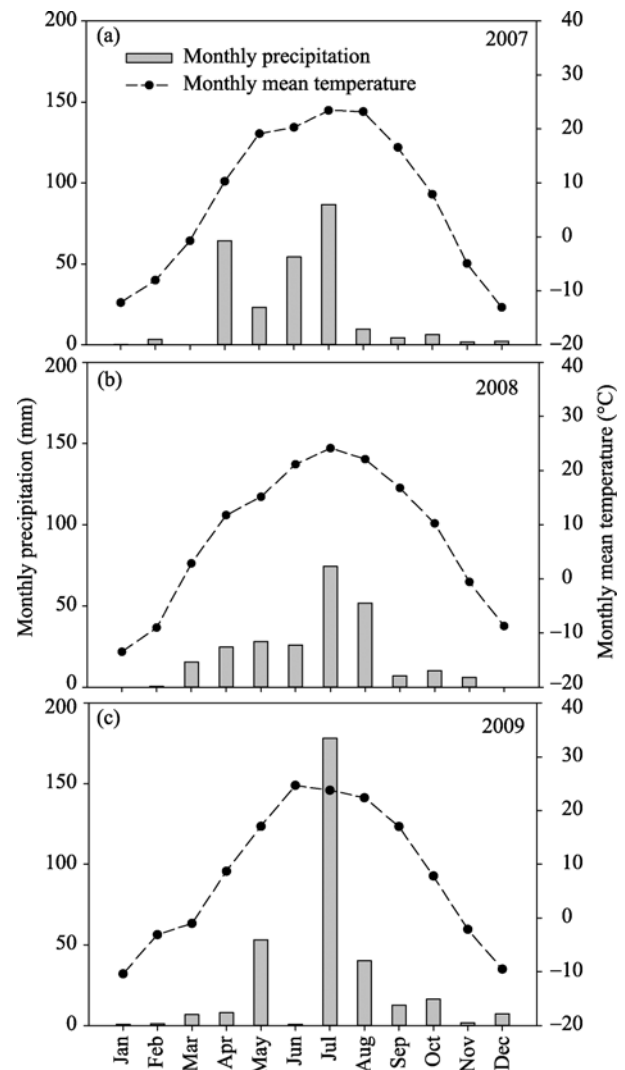 (a)
2007
Monthly precipitation
Monthly mean temperature
200
150
100
50
0
40
30
20
10
0
−10
−20
(b)
2008
200
150
100
50
0
40
30
20
10
0
−10
−20
Monthly precipitation (mm)
Monthly mean temperature (°C)
(c)
2009
200
150
100
50
0
40
30
20
10
0
−10
−20
Jan
Feb
Mar
Apr
May
Jun
Jul
Aug
Sep
Oct
Nov
Dec